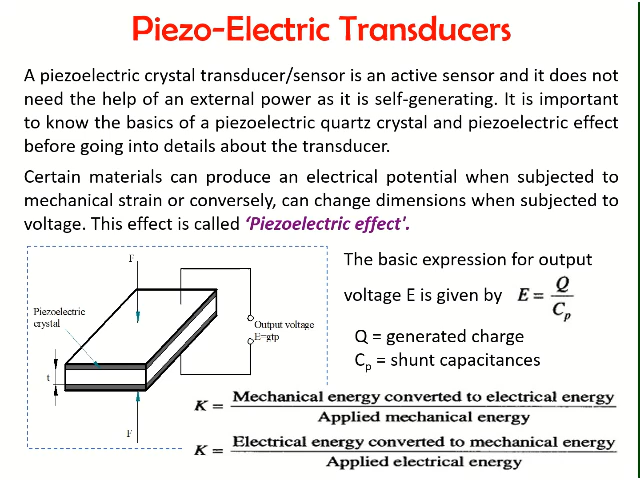 Piezo-Electric Transducers
A piezoelectric crystal transducer/sensor is an active sensor and it does not
need the help of an external power as it is self-generating. It is important
to know the basics of a piezoelectric quartz crystal and piezoelectric effect
before going into details about the transducer.
Certain materials can produce an electrical potential when subjected to
mechanical strain or conversely, can change dimensions when subjected to
voltage. This effect is called ‘Piezoelectric effect'.
F
Piezoelectric
crystal
Output voltage
E=gtp
t
F
The basic expression for output
voltage E is given by E = Q / Cp
Q = generated charge
Cp = shunt capacitances
K = Mechanical energy converted to electrical energy
Applied mechanical energy
K = Electrical energy converted to mechanical energy
Applied electrical energy